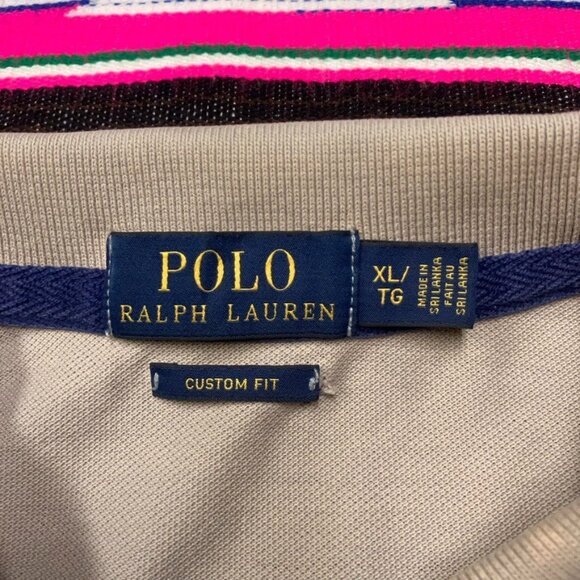 POLO
RALPH LAUREN
XL/
TG
MADE IN
SRI LANKA
FAIT AU
SRI LANKA
CUSTOM FIT